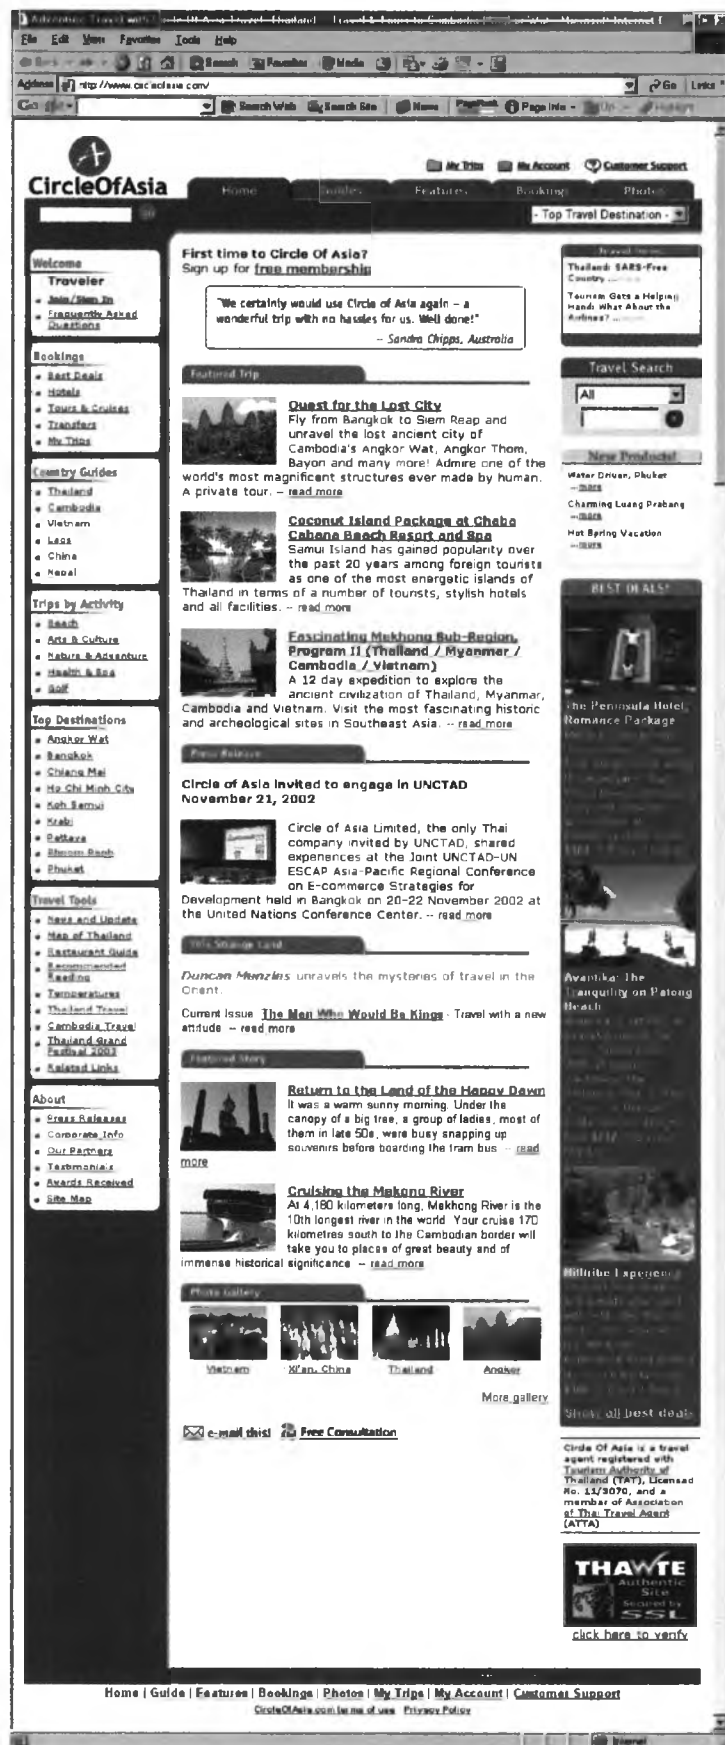 Adventure Travel with Circle Of Asia Travel Thailand
File Edit View Favorites Tools Help
Search Favorites Media
Address http://www.circleofasia.com/ Go Links
Search Web Search Site News PageRank Page Info
My Trips My Account Customer Support
CircleOfAsia
Home Guides Features Bookings Photos
- Top Travel Destination -
Welcome
Traveler
Join/Sign In
Frequently Asked
Questions
Bookings
Best Deals
Hotels
Tours & Cruises
Transfers
My Trips
Country Guides
Thailand
Cambodia
Vietnam
Laos
China
Nepal
Trips by Activity
Beach
Arts & Culture
Nature & Adventure
Health & Spa
Golf
Top Destinations
Angkor Wat
Bangkok
Chiang Mai
Ho Chi Minh City
Koh Samui
Krabi
Pattaya
Phnom Penh
Phuket
Travel Tools
News and Update
Map of Thailand
Restaurant Guide
Recommended
Reading
Temperatures
Thailand Travel
Cambodia Travel
Thailand Grand
Festival 2003
Related Links
About
Press Releases
Corporate Info
Our Partners
Testimonials
Awards Received
Site Map
First time to Circle Of Asia?
Sign up for free membership
"We certainly would use Circle of Asia again – a
wonderful trip with no hassles for us. Well done!"
-- Sandra Chipps, Australia
Featured Trip
Quest for the Lost City
Fly from Bangkok to Siem Reap and
unravel the lost ancient city of
Cambodia's Angkor Wat, Angkor Thom,
Bayon and many more! Admire one of the
world's most magnificent structures ever made by human.
A private tour. -- read more
Coconut Island Package at Chaba
Cabana Beach Resort and Spa
Samui Island has gained popularity over
the past 20 years among foreign tourists
as one of the most energetic islands of
Thailand in terms of a number of tourists, stylish hotels
and all facilities. -- read more
Fascinating Mekhong Sub-Region,
Program II (Thailand / Myanmar /
Cambodia / Vietnam)
A 12 day expedition to explore the
ancient civilization of Thailand, Myanmar,
Cambodia and Vietnam. Visit the most fascinating historic
and archeological sites in Southeast Asia. -- read more
Press Release
Circle of Asia invited to engage in UNCTAD
November 21, 2002
Circle of Asia Limited, the only Thai
company invited by UNCTAD, shared
experiences at the Joint UNCTAD-UN
ESCAP Asia-Pacific Regional Conference
on E-commerce Strategies for
Development held in Bangkok on 20-22 November 2002 at
the United Nations Conference Center. -- read more
This Strange Land
Duncan Munzins unravels the mysteries of travel in the
Orient.
Current Issue The Men Who Would Be Kings - Travel with a new
attitude -- read more
Featured Story
Return to the Land of the Happy Dawn
It was a warm sunny morning. Under the
canopy of a big tree, a group of ladies, most of
them in late 50s, were busy snapping up
souvenirs before boarding the tram bus -- read
more
Cruising the Mekong River
At 4,180 kilometers long, Mekhong River is the
10th longest river in the world. Your cruise 170
kilometres south to the Cambodian border will
take you to places of great beauty and of
immense historical significance -- read more
Photo Gallery
Vietnam Xi'an, China Thailand Angkor
More gallery
e-mail this! Free Consultation
Travel News
Thailand: SARS-Free
Country
Tourism Gets a Helping
Hand: What About the
Airlines?
Travel Search
All
New Products!
Water Driven, Phuket
--more
Charming Luang Prabang
--more
Hot Spring Vacation
--more
BEST DEALS!
The Peninsula Hotel,
Romance Package
Avantika: The
Tranquility on Patong
Beach
Hilltribe Experience
Show all best deals
Circle Of Asia is a travel
agent registered with
Tourism Authority of
Thailand (TAT), Licensed
No. 11/3070, and a
member of Association
of Thai Travel Agent
(ATTA)
THAWTE
Authentic
Site
Secured by
SSL
click here to verify
Home | Guide | Features | Bookings | Photos | My Trips | My Account | Customer Support
CircleOfAsia.com terms of use Privacy Policy
Internet